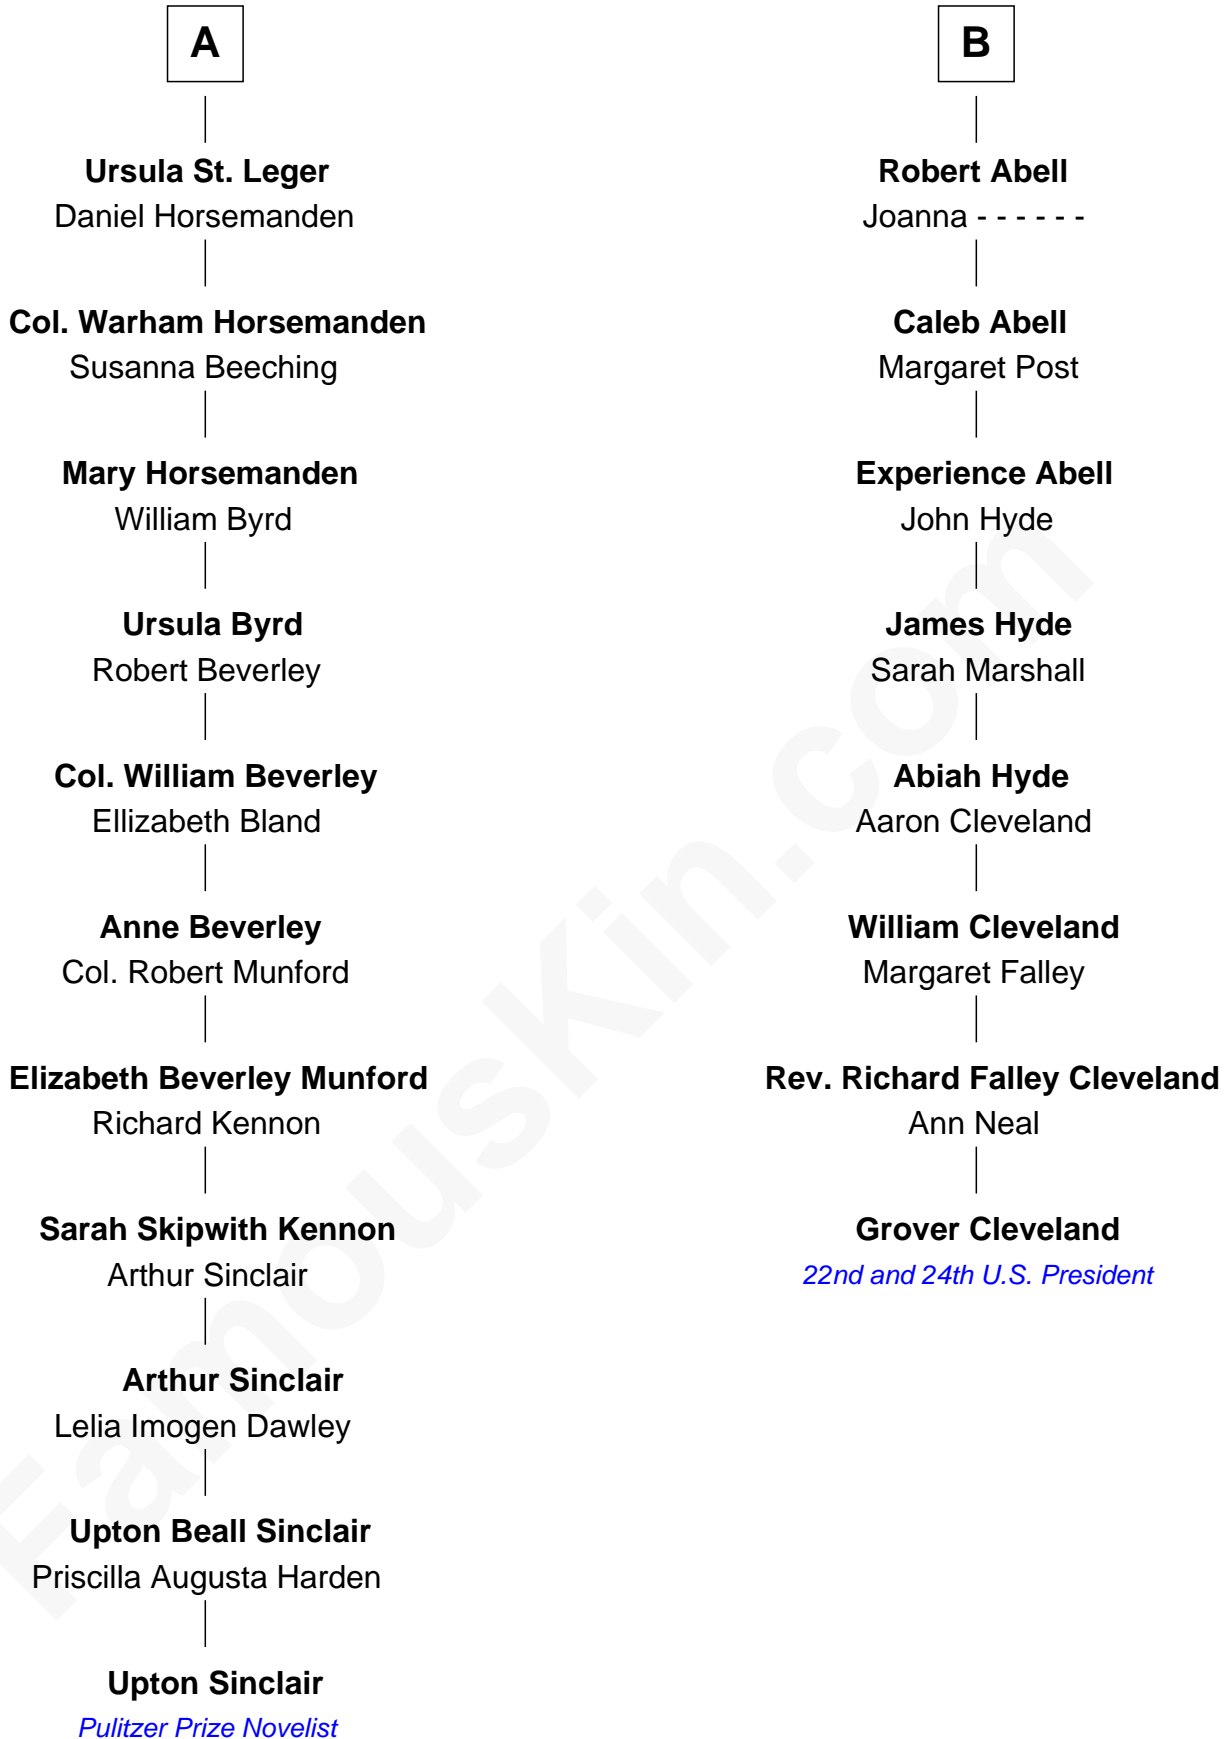 A
Ursula St. Leger
Daniel Horsemanden
Col. Warham Horsemanden
Susanna Beeching
Mary Horsemanden
William Byrd
Ursula Byrd
Robert Beverley
Col. William Beverley
Ellizabeth Bland
Anne Beverley
Col. Robert Munford
Elizabeth Beverley Munford
Richard Kennon
Sarah Skipwith Kennon
Arthur Sinclair
Arthur Sinclair
Lelia Imogen Dawley
Upton Beall Sinclair
Priscilla Augusta Harden
Upton Sinclair
Pulitzer Prize Novelist
B
Robert Abell
Joanna - - - - - -
Caleb Abell
Margaret Post
Experience Abell
John Hyde
James Hyde
Sarah Marshall
Abiah Hyde
Aaron Cleveland
William Cleveland
Margaret Falley
Rev. Richard Falley Cleveland
Ann Neal
Grover Cleveland
22nd and 24th U.S. President
FamousKin.com